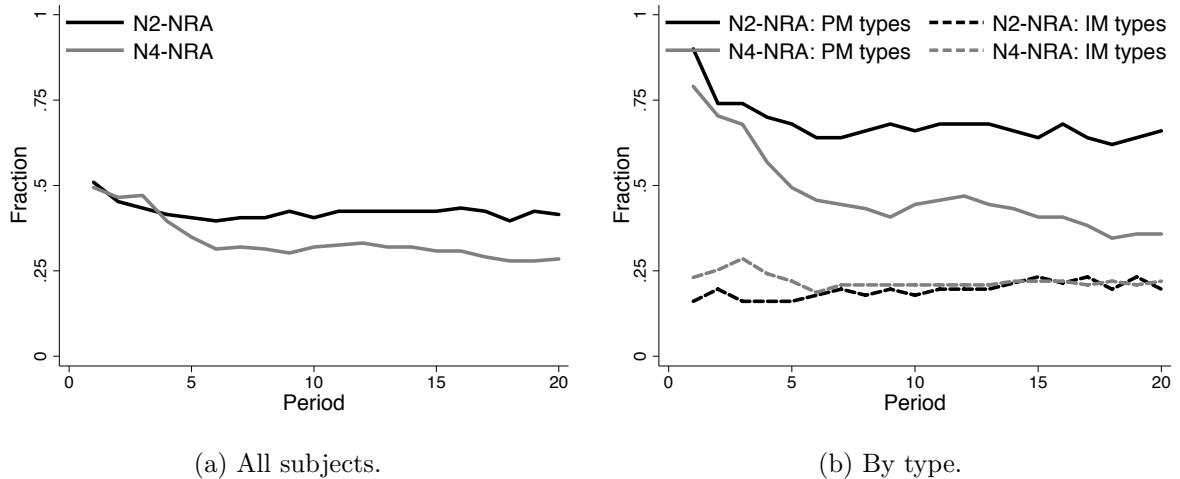 N2-NRA
N4-NRA
1
.75
.5
.25
0
Fraction
0 5 10 15 20
Period
(a) All subjects.
N2-NRA: PM types N2-NRA: IM types
N4-NRA: PM types N4-NRA: IM types
1
.75
.5
.25
0
Fraction
0 5 10 15 20
Period
(b) By type.